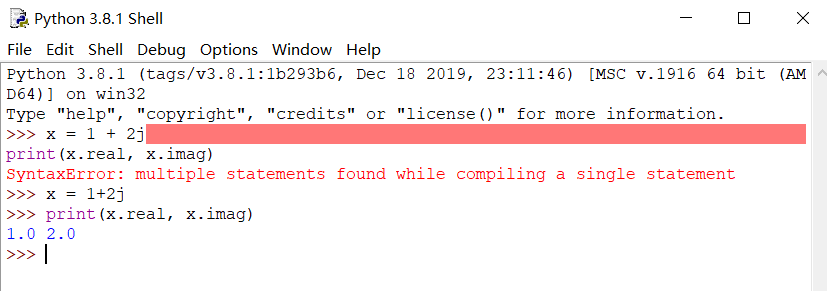 Python 3.8.1 Shell
File Edit Shell Debug Options Window Help
Python 3.8.1 (tags/v3.8.1:1b293b6, Dec 18 2019, 23:11:46) [MSC v.1916 64 bit (AM
D64)] on win32
Type "help", "copyright", "credits" or "license()" for more information.
>>> x = 1 + 2j
print(x.real, x.imag)
SyntaxError: multiple statements found while compiling a single statement
>>> x = 1+2j
>>> print(x.real, x.imag)
1.0 2.0
>>>